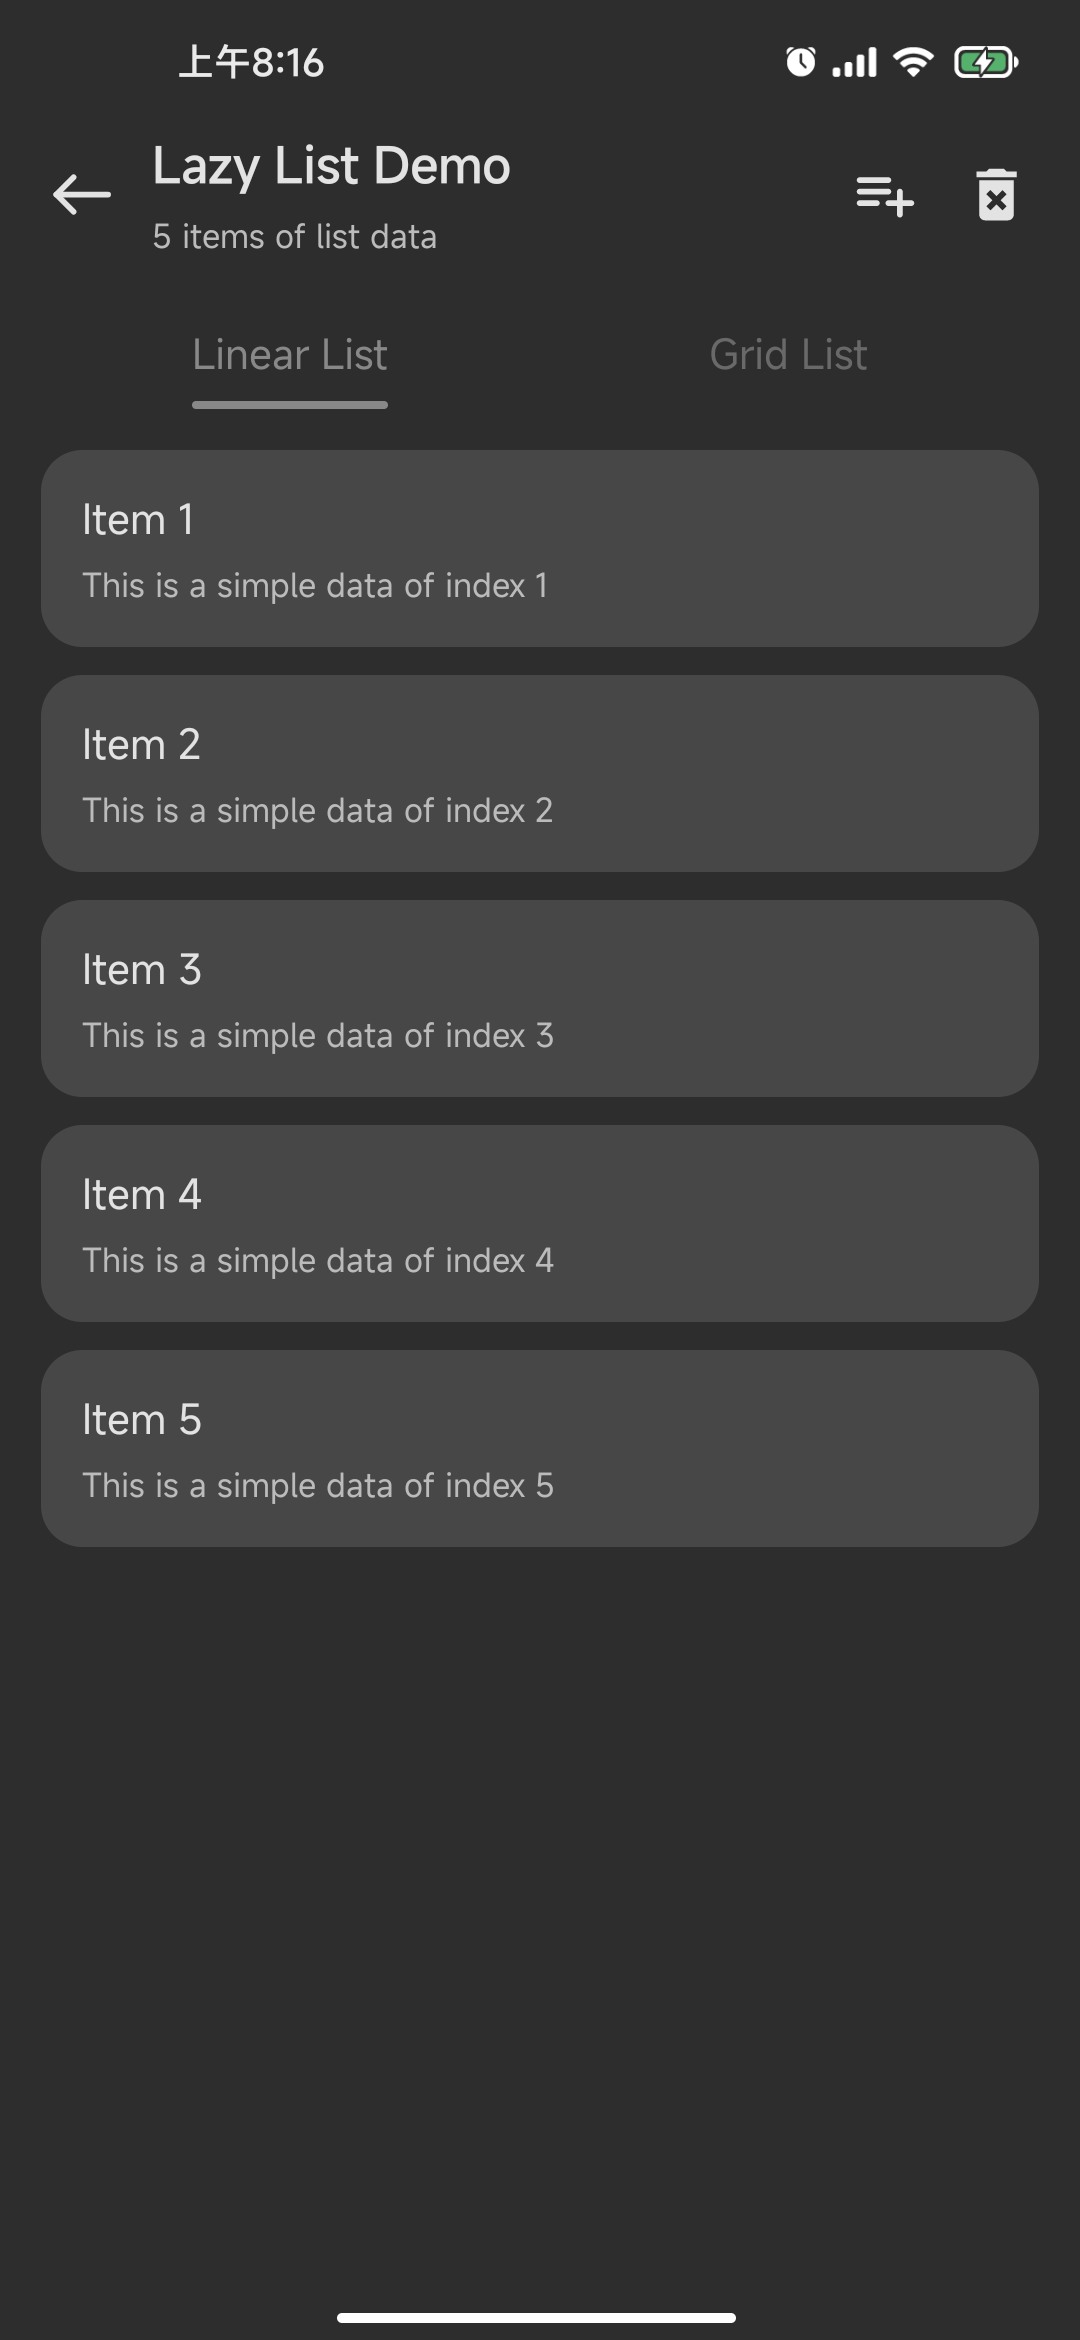 上午8:16
Lazy List Demo
5 items of list data
Linear List
Grid List
Item 1
This is a simple data of index 1
Item 2
This is a simple data of index 2
Item 3
This is a simple data of index 3
Item 4
This is a simple data of index 4
Item 5
This is a simple data of index 5